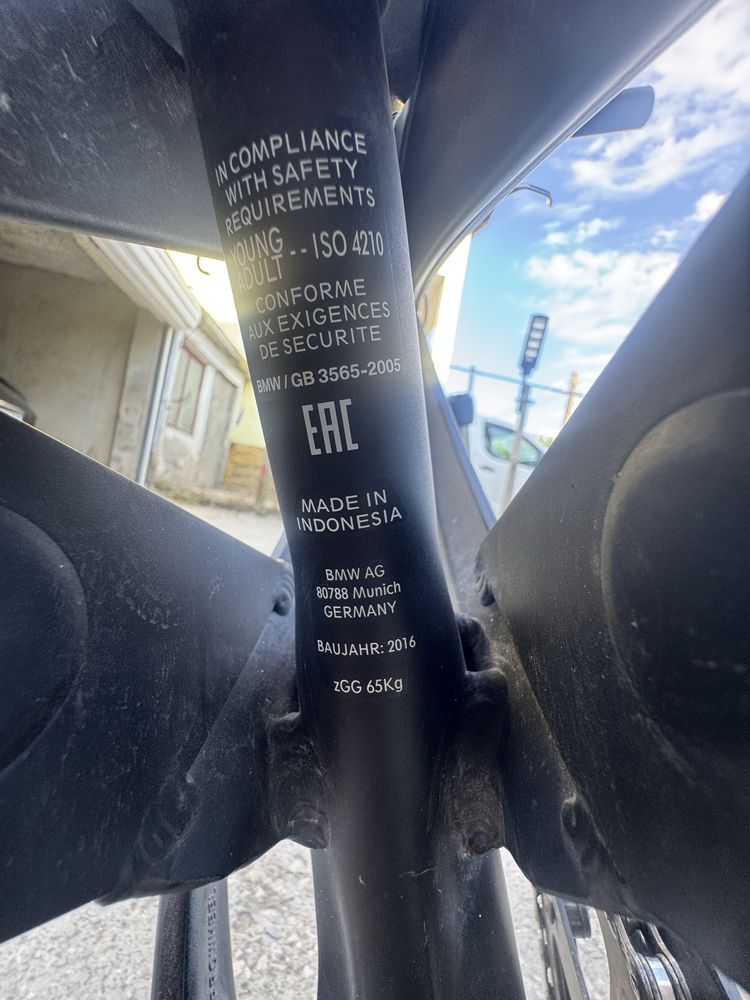 IN COMPLIANCE
WITH SAFETY
REQUIREMENTS
YOUNG
ADULT -- ISO 4210
CONFORME
AUX EXIGENCES
DE SECURITE
BMW / GB 3565-2005
EAC
MADE IN
INDONESIA
BMW AG
80788 Munich
GERMANY
BAUJAHR: 2016
zGG 65Kg